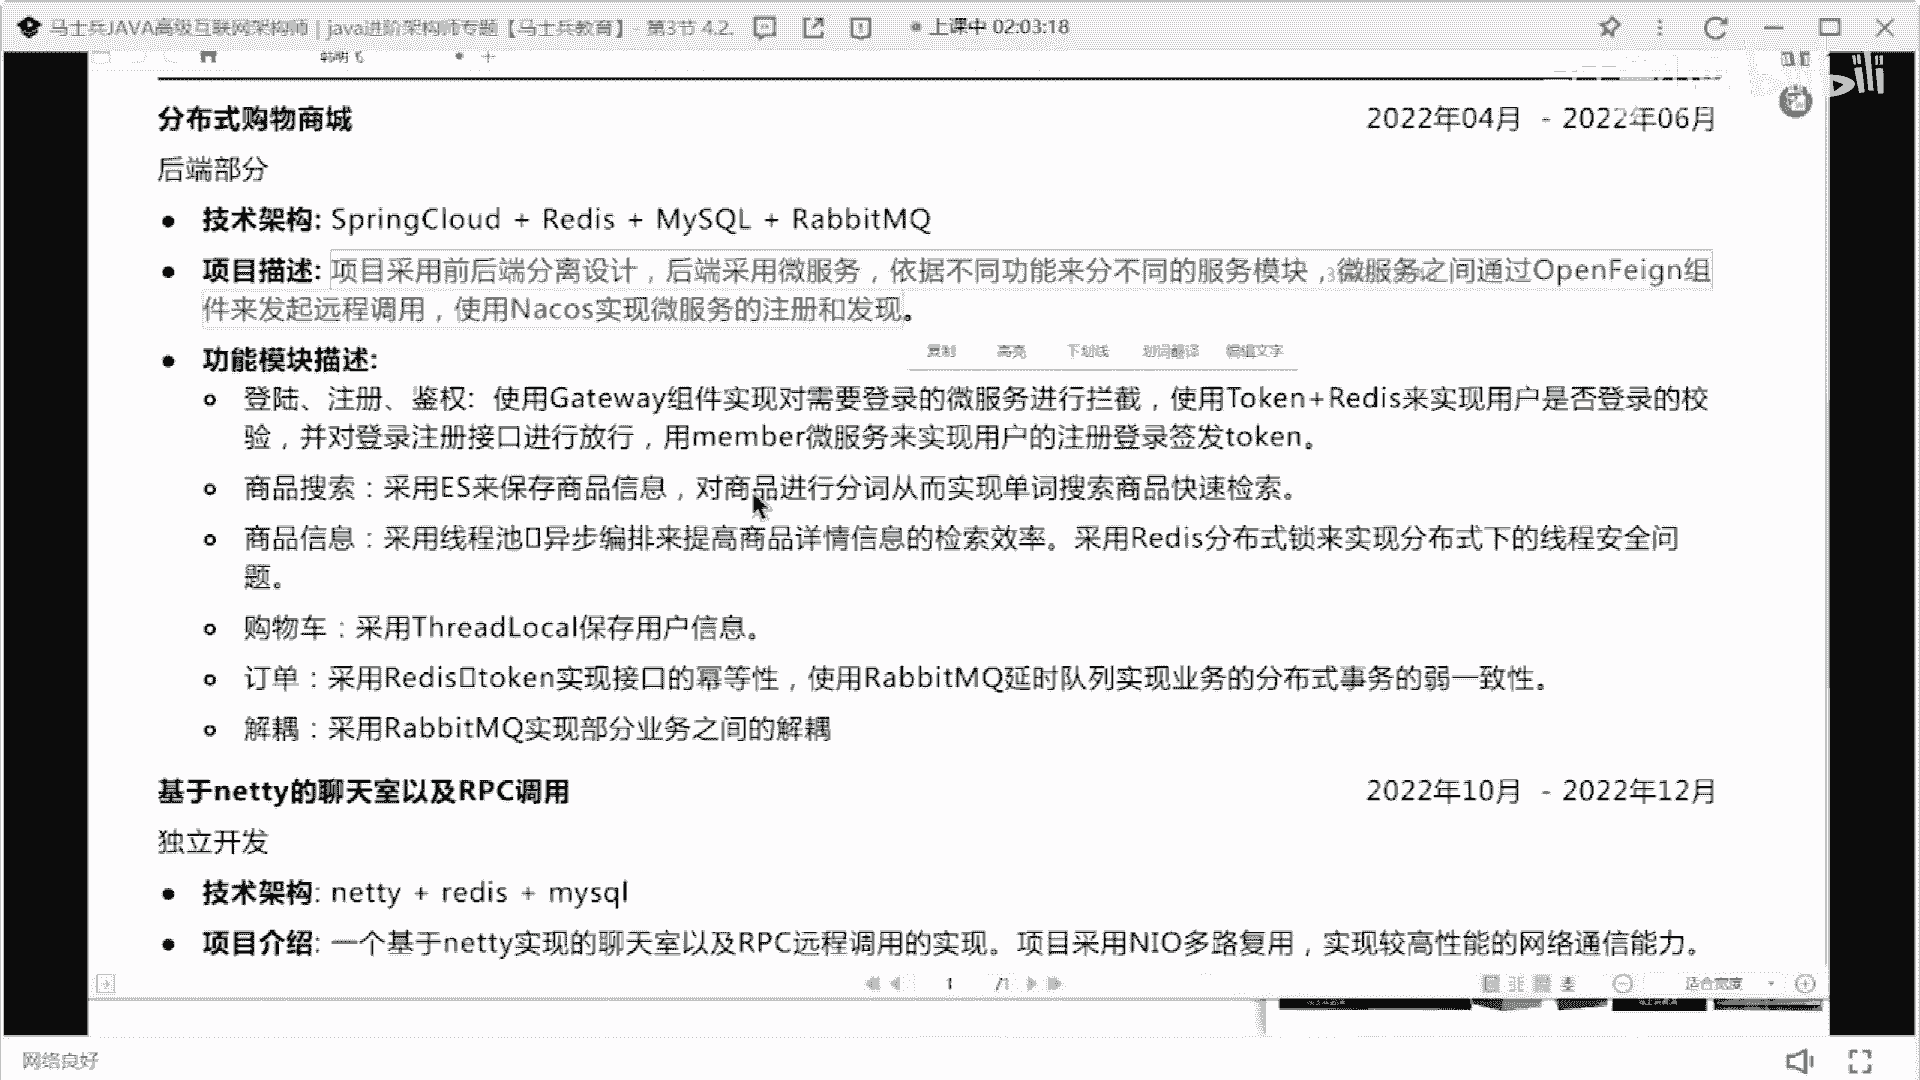 马士兵JAVA高级互联网架构师 | java进阶架构师专题【马士兵教育】 - 第3节 4.2.
上课中 02:03:18
分布式购物商城
2022年04月 - 2022年06月
后端部分
技术架构: SpringCloud + Redis + MySQL + RabbitMQ
项目描述: 项目采用前后端分离设计，后端采用微服务，依据不同功能来分不同的服务模块，微服务之间通过OpenFeign组
件来发起远程调用，使用Nacos实现微服务的注册和发现。
复制 高亮 下划线 划词翻译 编辑文字
功能模块描述:
登陆、注册、鉴权: 使用Gateway组件实现对需要登录的微服务进行拦截，使用Token+Redis来实现用户是否登录的校
验，并对登录注册接口进行放行，用member微服务来实现用户的注册登录签发token。
商品搜索：采用ES来保存商品信息，对商品进行分词从而实现单词搜索商品快速检索。
商品信息：采用线程池异步编排来提高商品详情信息的检索效率。采用Redis分布式锁来实现分布式下的线程安全问
题。
购物车：采用ThreadLocal保存用户信息。
订单：采用Redis token实现接口的幂等性，使用RabbitMQ延时队列实现业务的分布式事务的弱一致性。
解耦：采用RabbitMQ实现部分业务之间的解耦
基于netty的聊天室以及RPC调用
2022年10月 - 2022年12月
独立开发
技术架构: netty + redis + mysql
项目介绍: 一个基于netty实现的聊天室以及RPC远程调用的实现。项目采用NIO多路复用，实现较高性能的网络通信能力。
1 /1
适合宽度
网络良好